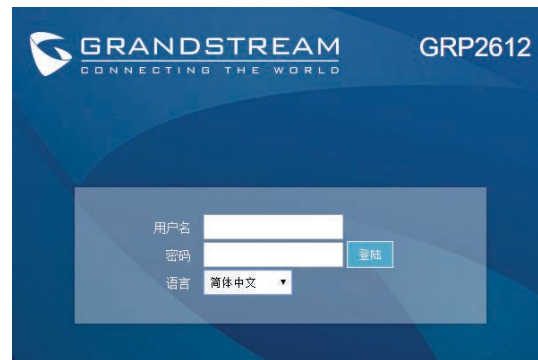 GRANDSTREAM
CONNECTING THE WORLD
GRP2612
用户名
密码
登陆
语言
简体中文